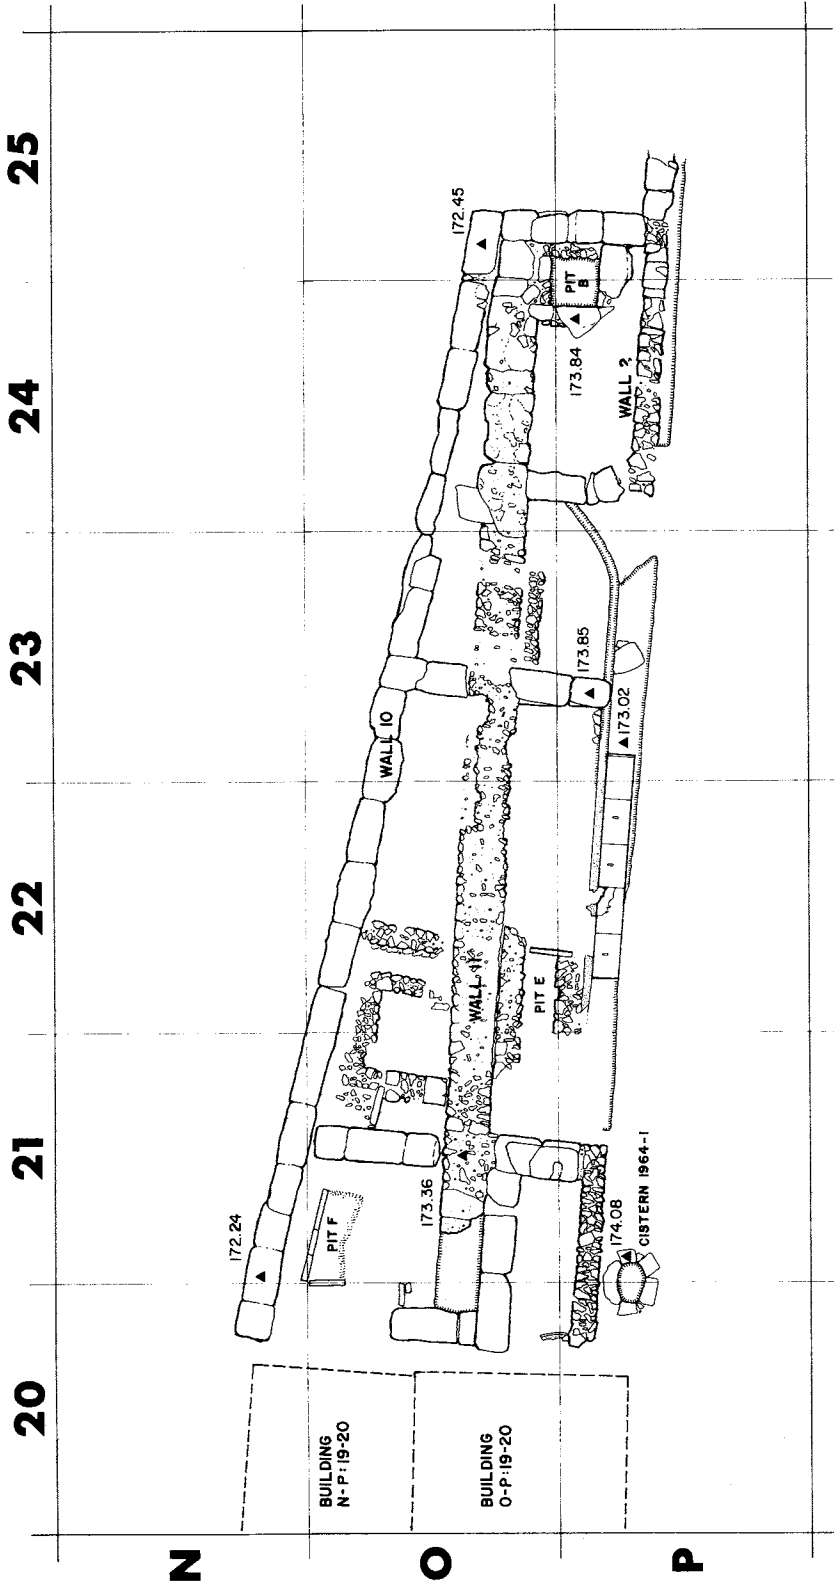 20
21
22
23
24
25
N
O
P
172.24
172.45
WALL 10
PIT F
173.36
WALL 11
PIT B
173.84
WALL 2
173.85
173.02
PIT E
174.08
CISTERN 1964-1
BUILDING
N-P:19-20
BUILDING
O-P:19-20